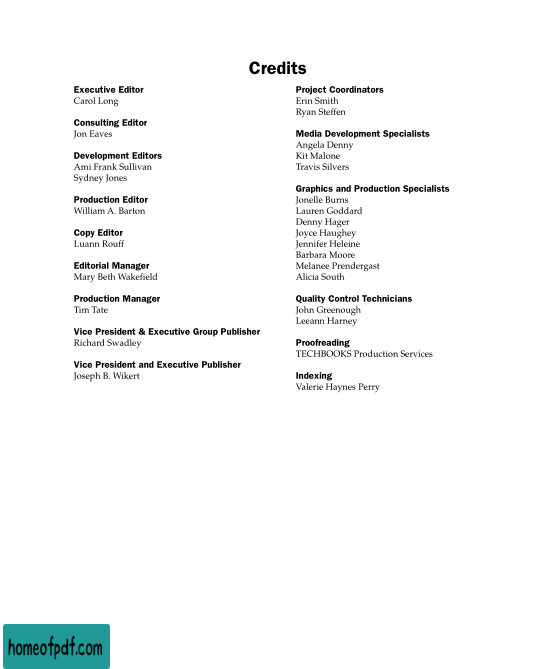 Credits
Executive Editor
Carol Long
Consulting Editor
Jon Eaves
Development Editors
Ami Frank Sullivan
Sydney Jones
Production Editor
William A. Barton
Copy Editor
Luann Rouff
Editorial Manager
Mary Beth Wakefield
Production Manager
Tim Tate
Vice President & Executive Group Publisher
Richard Swadley
Vice President and Executive Publisher
Joseph B. Wikert
Project Coordinators
Erin Smith
Ryan Steffen
Media Development Specialists
Angela Denny
Kit Malone
Travis Silvers
Graphics and Production Specialists
Jonelle Burns
Lauren Goddard
Denny Hager
Joyce Haughey
Jennifer Heleine
Barbara Moore
Melanee Prendergast
Alicia South
Quality Control Technicians
John Greenough
Leeann Harney
Proofreading
TECHBOOKS Production Services
Indexing
Valerie Haynes Perry
homeofpdf.com